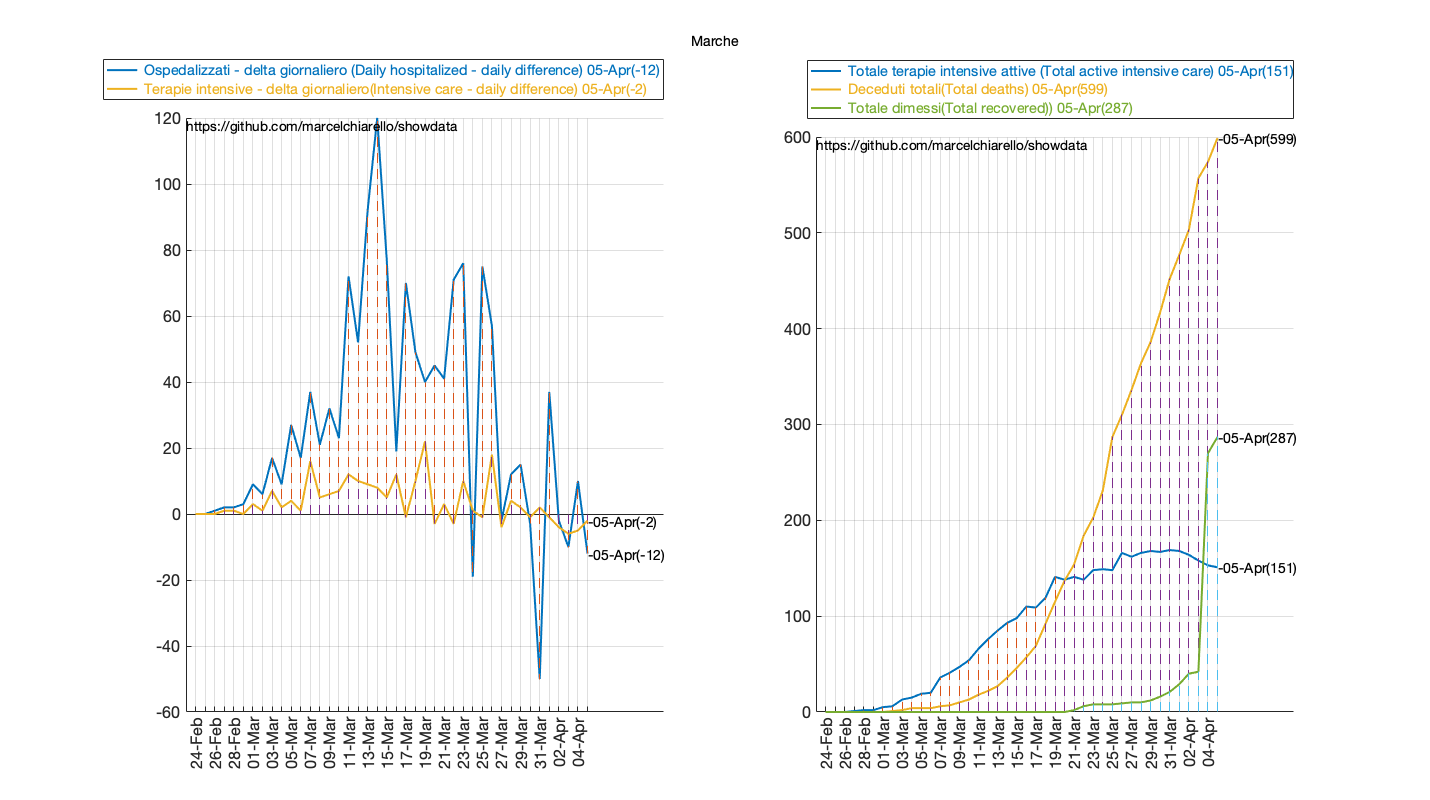 Marche
Ospedalizzati - delta giornaliero (Daily hospitalized - daily difference) 05-Apr(-12)
Terapie intensive - delta giornaliero(Intensive care - daily difference) 05-Apr(-2)
https://github.com/marcelchiarello/showdata
120
100
80
60
40
20
0
-20
-40
-60
-05-Apr(-2)
-05-Apr(-12)
24-Feb
26-Feb
28-Feb
01-Mar
03-Mar
05-Mar
07-Mar
09-Mar
11-Mar
13-Mar
15-Mar
17-Mar
19-Mar
21-Mar
23-Mar
25-Mar
27-Mar
29-Mar
31-Mar
02-Apr
04-Apr
Totale terapie intensive attive (Total active intensive care) 05-Apr(151)
Deceduti totali(Total deaths) 05-Apr(599)
Totale dimessi(Total recovered)) 05-Apr(287)
https://github.com/marcelchiarello/showdata
600
500
400
300
200
100
0
-05-Apr(599)
-05-Apr(287)
-05-Apr(151)
24-Feb
26-Feb
28-Feb
01-Mar
03-Mar
05-Mar
07-Mar
09-Mar
11-Mar
13-Mar
15-Mar
17-Mar
19-Mar
21-Mar
23-Mar
25-Mar
27-Mar
29-Mar
31-Mar
02-Apr
04-Apr